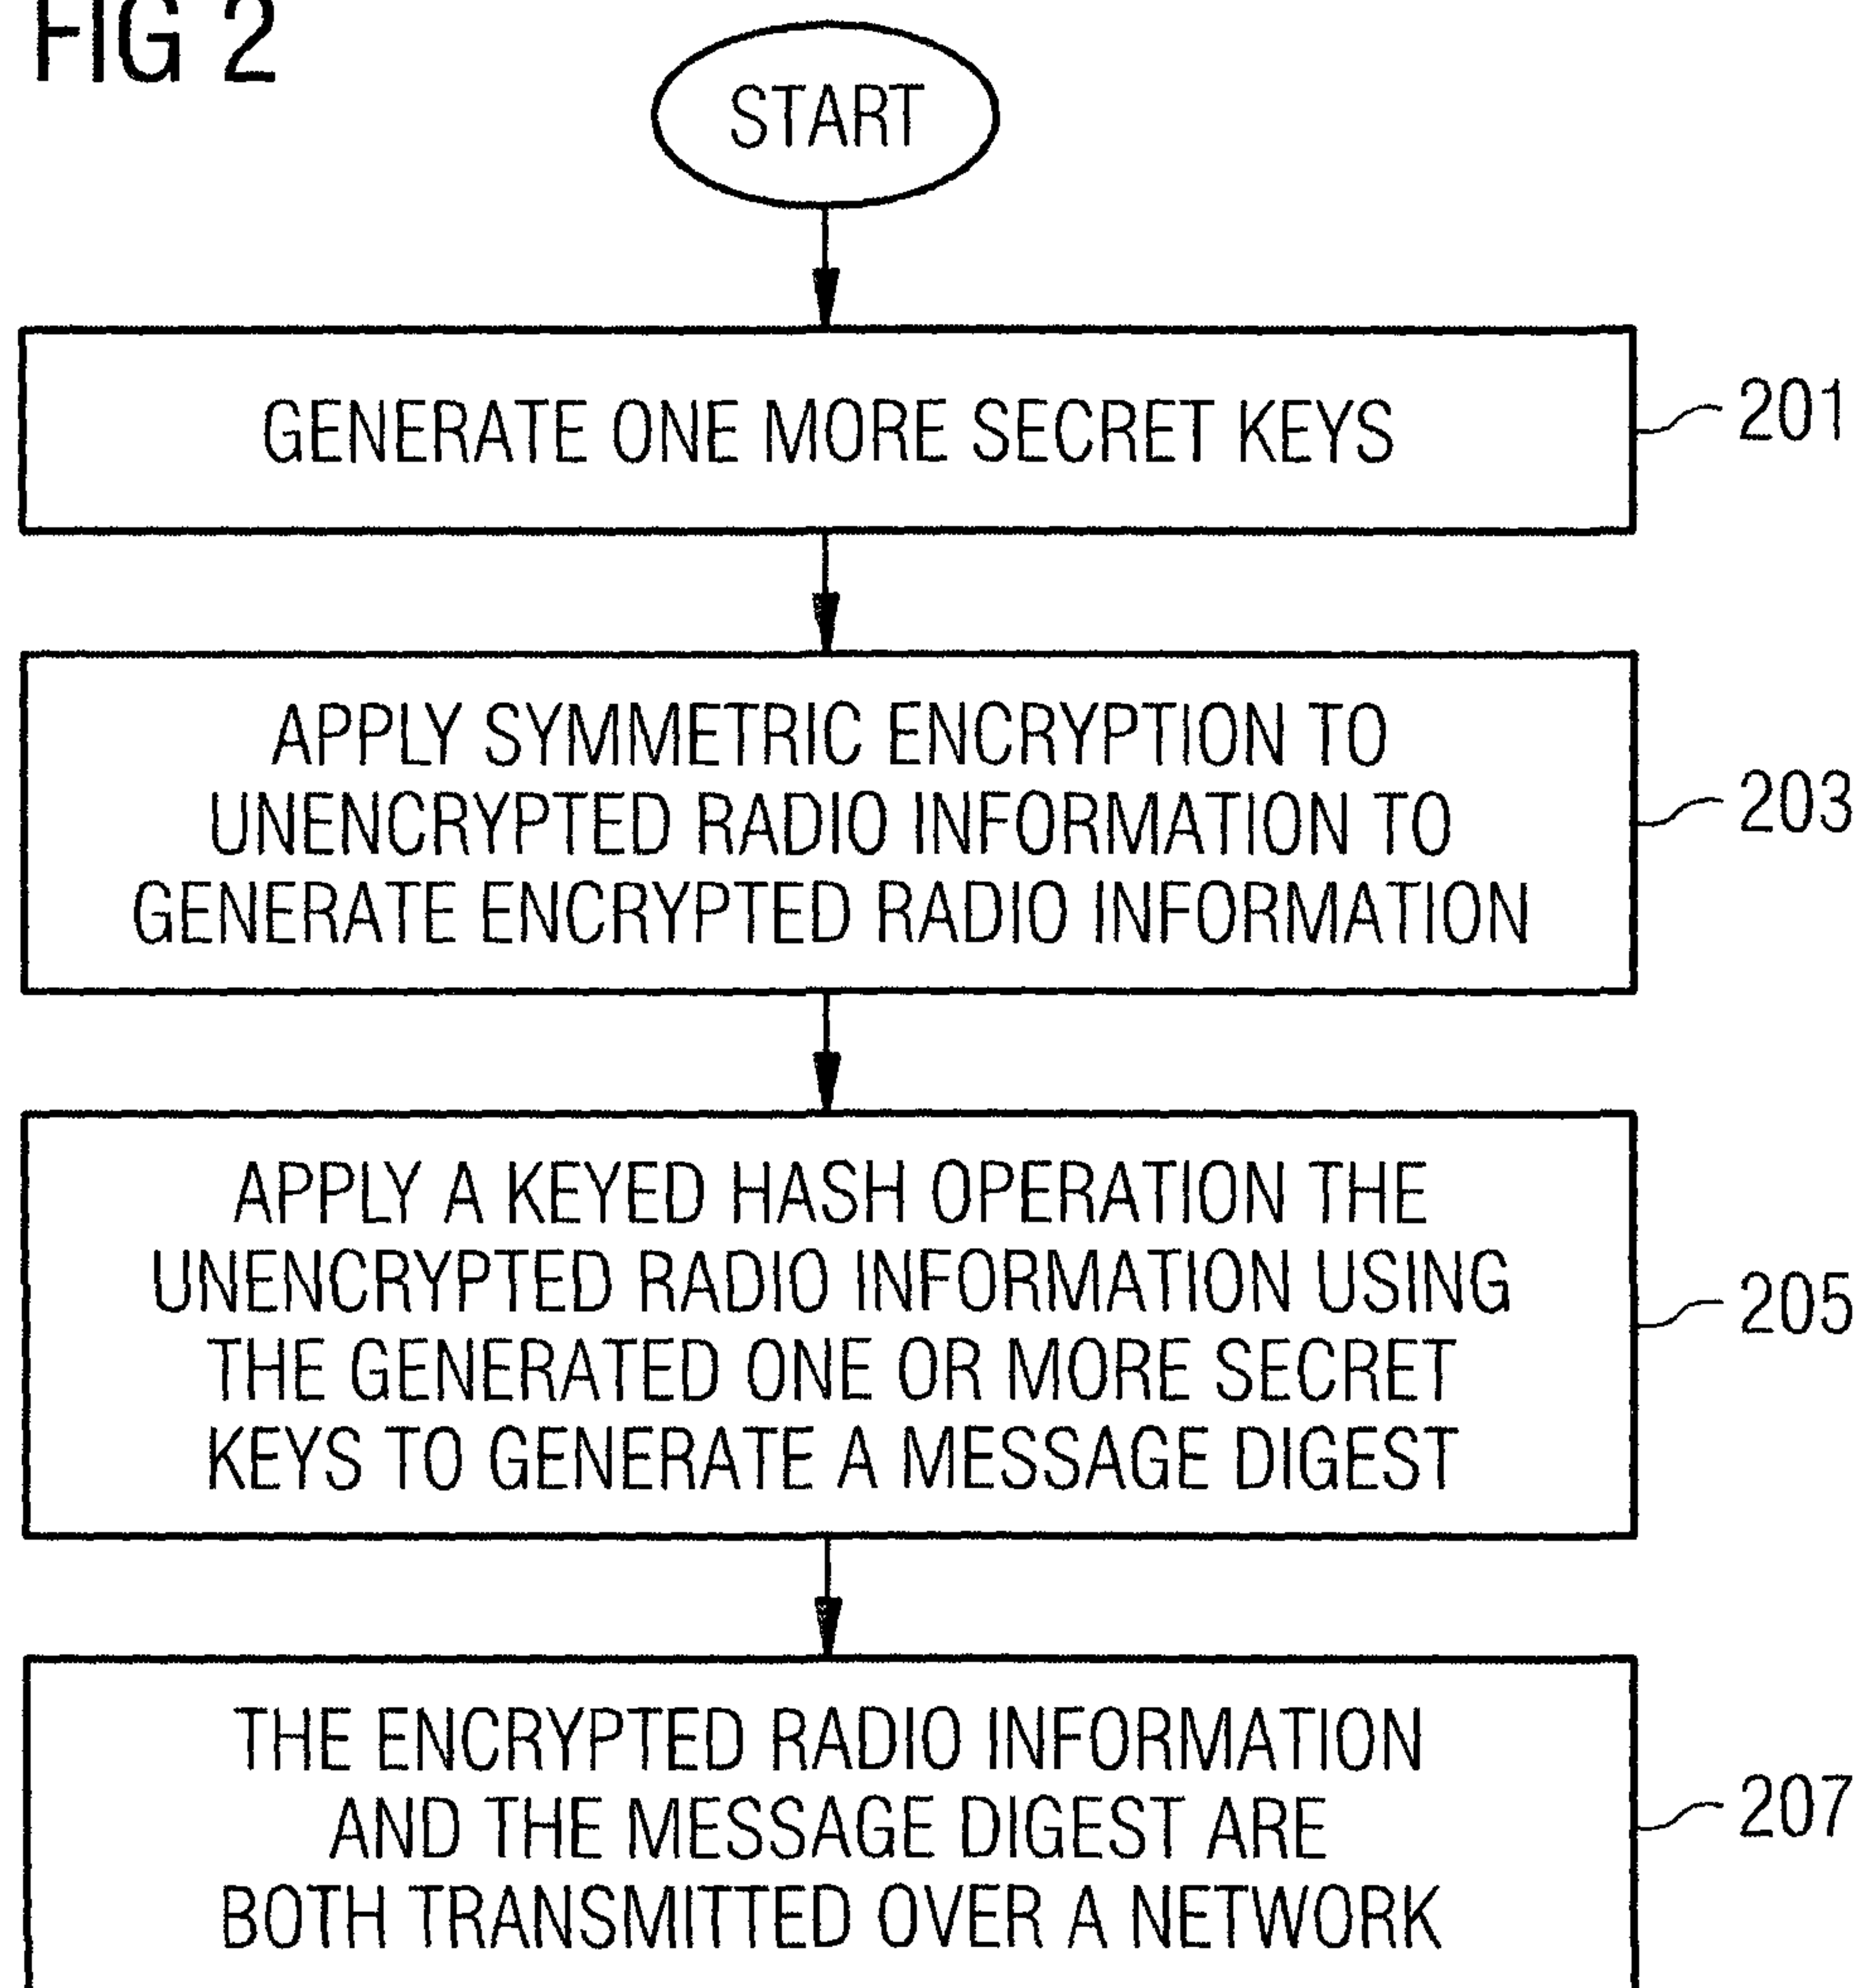 FIG 2
START
GENERATE ONE MORE SECRET KEYS
201
APPLY SYMMETRIC ENCRYPTION TO
UNENCRYPTED RADIO INFORMATION TO
GENERATE ENCRYPTED RADIO INFORMATION
203
APPLY A KEYED HASH OPERATION THE
UNENCRYPTED RADIO INFORMATION USING
THE GENERATED ONE OR MORE SECRET
KEYS TO GENERATE A MESSAGE DIGEST
205
THE ENCRYPTED RADIO INFORMATION
AND THE MESSAGE DIGEST ARE
BOTH TRANSMITTED OVER A NETWORK
207